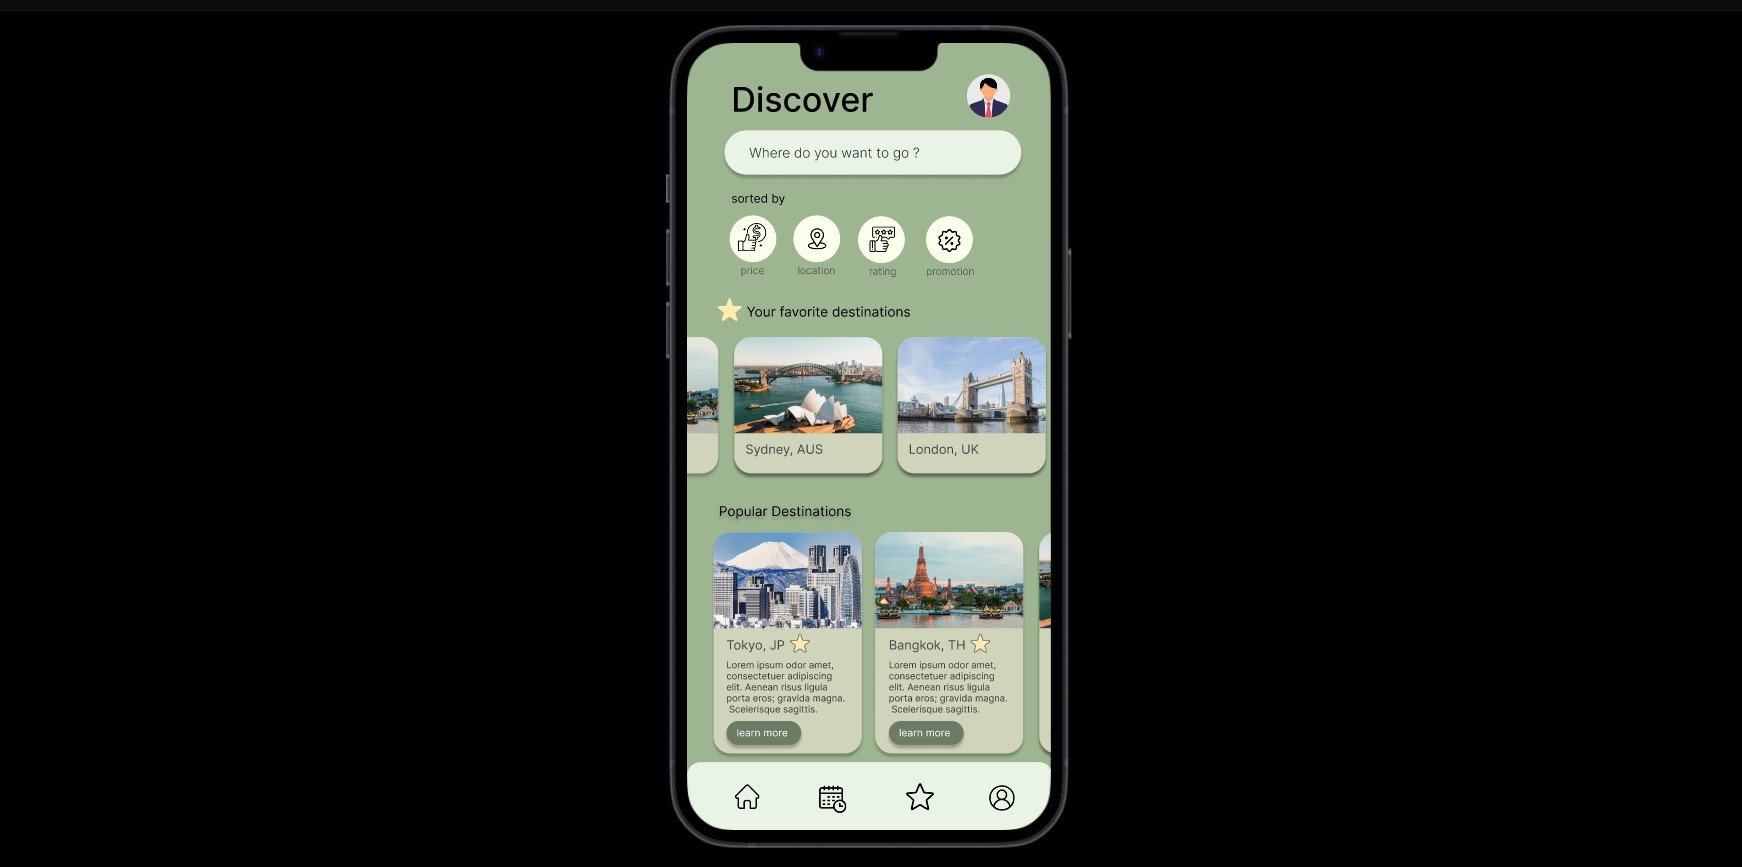 Discover
Where do you want to go ?
sorted by
price
location
rating
promotion
Your favorite destinations
Sydney, AUS
London, UK
Popular Destinations
Tokyo, JP
Lorem ipsum odor amet,
consectetuer adipiscing
elit. Aenean risus ligula
porta eros; gravida magna.
Scelerisque sagittis.
learn more
Bangkok, TH
Lorem ipsum odor amet,
consectetuer adipiscing
elit. Aenean risus ligula
porta eros; gravida magna.
Scelerisque sagittis.
learn more